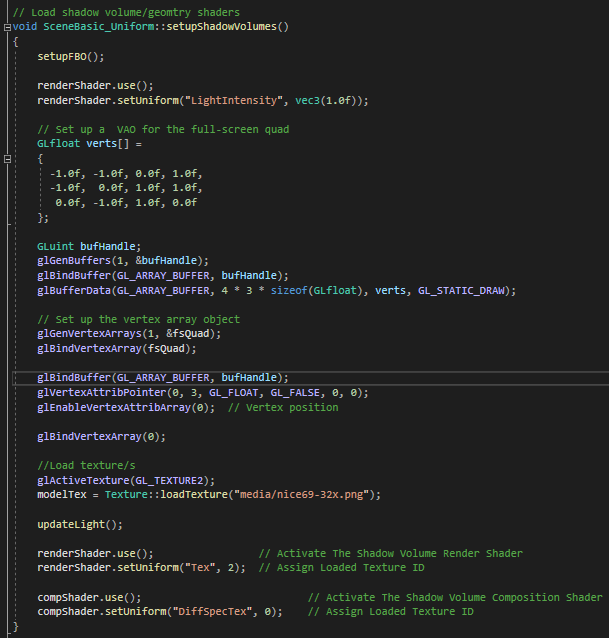 // Load shadow volume/geomtry shaders
void SceneBasic_Uniform::setupShadowVolumes()
{
setupFBO();
renderShader.use();
renderShader.setUniform("LightIntensity", vec3(1.0f));
// Set up a  VAO for the full-screen quad
GLfloat verts[] =
{
-1.0f, -1.0f, 0.0f, 1.0f,
-1.0f,  0.0f, 1.0f, 1.0f,
0.0f, -1.0f, 1.0f, 0.0f
};
GLuint bufHandle;
glGenBuffers(1, &bufHandle);
glBindBuffer(GL_ARRAY_BUFFER, bufHandle);
glBufferData(GL_ARRAY_BUFFER, 4 * 3 * sizeof(GLfloat), verts, GL_STATIC_DRAW);
// Set up the vertex array object
glGenVertexArrays(1, &fsQuad);
glBindVertexArray(fsQuad);
glBindBuffer(GL_ARRAY_BUFFER, bufHandle);
glVertexAttribPointer(0, 3, GL_FLOAT, GL_FALSE, 0, 0);
glEnableVertexAttribArray(0);  // Vertex position
glBindVertexArray(0);
//Load texture/s
glActiveTexture(GL_TEXTURE2);
modelTex = Texture::loadTexture("media/nice69-32x.png");
updateLight();
renderShader.use();                 // Activate The Shadow Volume Render Shader
renderShader.setUniform("Tex", 2);  // Assign Loaded Texture ID
compShader.use();                           // Activate The Shadow Volume Composition Shader
compShader.setUniform("DiffSpecTex", 0);    // Assign Loaded Texture ID
}